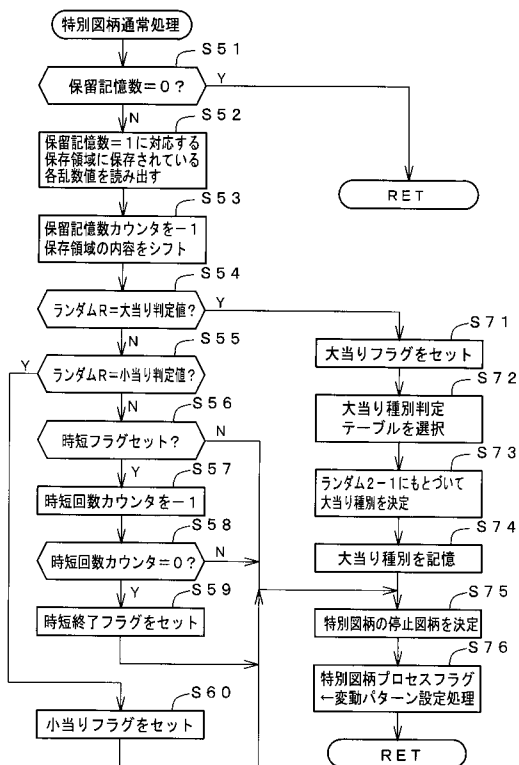 特別図柄通常処理
S51
保留記憶数=0?
Y
N
S52
保留記憶数=1に対応する
保存領域に保存されている
各乱数値を読み出す
RET
S53
保留記憶数カウンタを-1
保存領域の内容をシフト
S54
ランダムR=大当り判定値?
Y
N
S55
Y
ランダムR=小当り判定値?
N
S56
時短フラグセット?
N
Y
S57
時短回数カウンタを-1
S58
時短回数カウンタ=0?
N
Y
S59
時短終了フラグをセット
S60
小当りフラグをセット
S71
大当りフラグをセット
S72
大当り種別判定
テーブルを選択
S73
ランダム2-1にもとづいて
大当り種別を決定
S74
大当り種別を記憶
S75
特別図柄の停止図柄を決定
S76
特別図柄プロセスフラグ
←変動パターン設定処理
RET